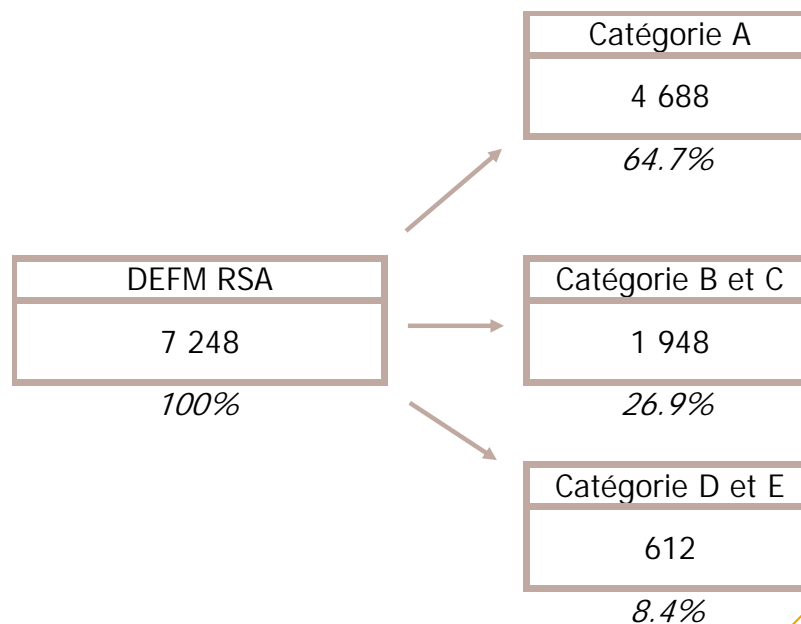 Catégorie A
4 688
64.7%
DEFM RSA
7 248
100%
Catégorie B et C
1 948
26.9%
Catégorie D et E
612
8.4%